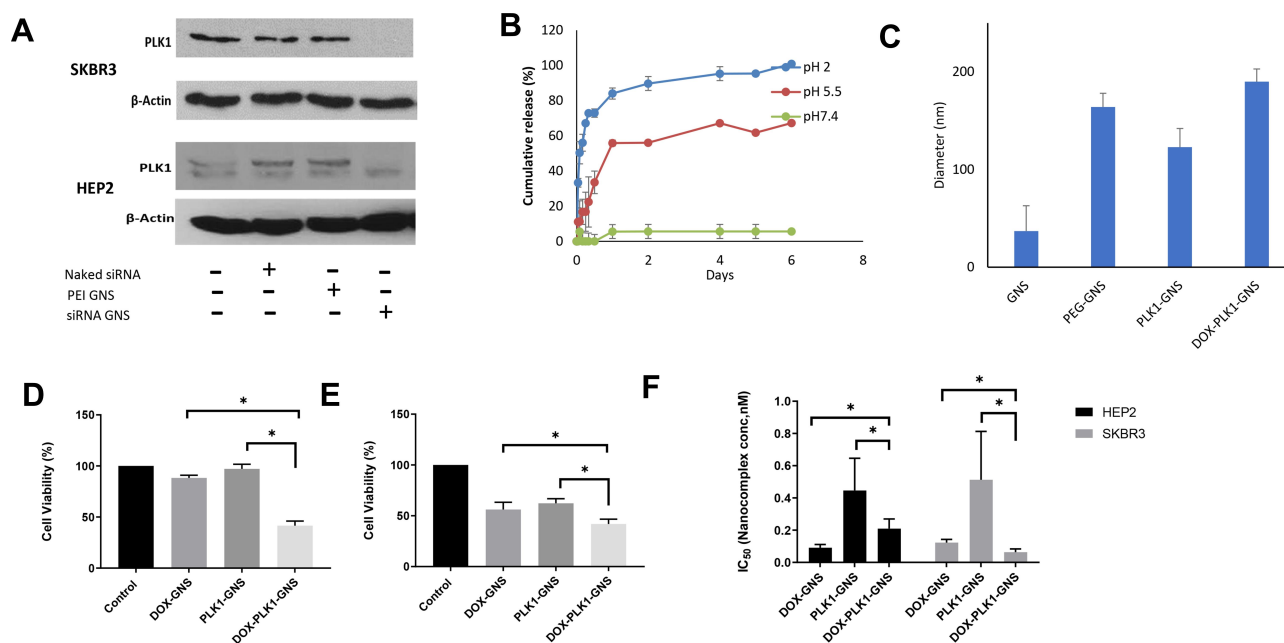 A
PLK1
SKBR3
β-Actin
PLK1
HEP2
β-Actin
Naked siRNA – + – –
PEI GNS – – + –
siRNA GNS – – – +
B
Cumulative release (%)
120
100
80
60
40
20
0
0 2 4 6 8
Days
pH 2
pH 5.5
pH7.4
C
Diameter (nm)
200
100
0
GNS
PEG-GNS
PLK1-GNS
DOX-PLK1-GNS
D
Cell Viability (%)
150
100
50
0
*
*
Control
DOX-GNS
PLK1-GNS
DOX-PLK1-GNS
E
Cell Viability (%)
150
100
50
0
*
*
Control
DOX-GNS
PLK1-GNS
DOX-PLK1-GNS
F
IC50 (Nanocomplex conc,nM)
1.0
0.8
0.6
0.4
0.2
0.0
*
*
*
*
DOX-GNS
PLK1-GNS
DOX-PLK1-GNS
DOX-GNS
PLK1-GNS
DOX-PLK1-GNS
HEP2
SKBR3